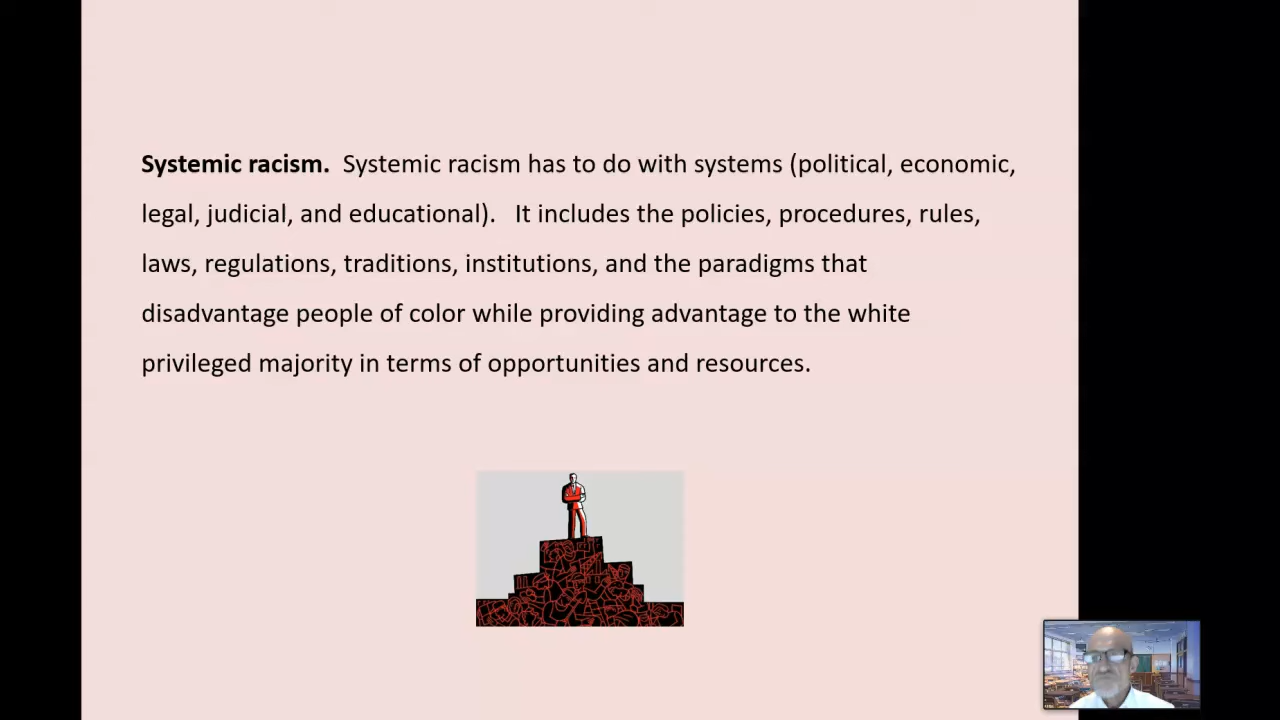 Systemic racism.  Systemic racism has to do with systems (political, economic,
legal, judicial, and educational).   It includes the policies, procedures, rules,
laws, regulations, traditions, institutions, and the paradigms that
disadvantage people of color while providing advantage to the white
privileged majority in terms of opportunities and resources.